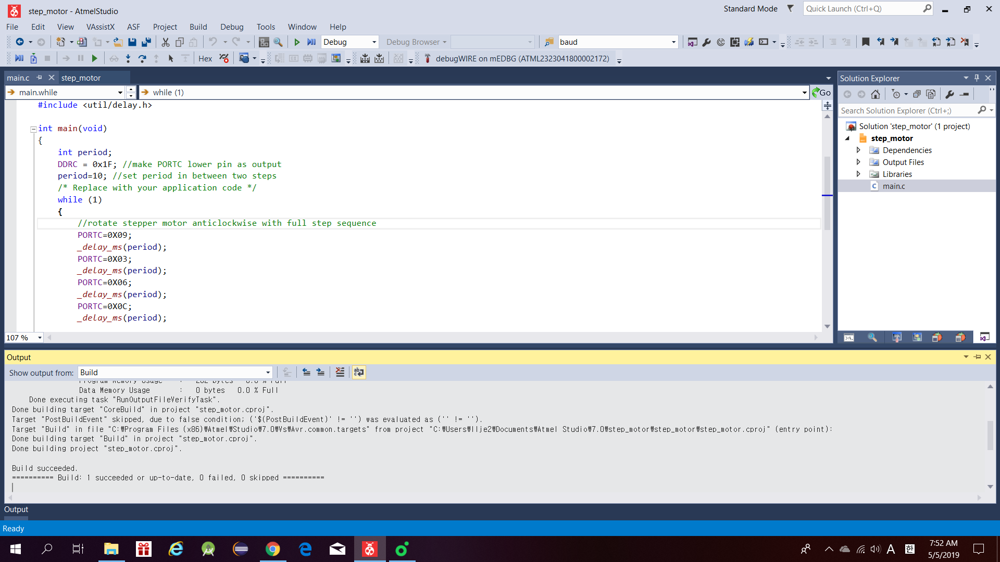 step_motor - AtmelStudio
Standard Mode
Quick Launch (Ctrl+Q)
File Edit View VAssistX ASF Project Build Debug Tools Window Help
Debug Debug Browser baud
Hex debugWIRE on mEDBG (ATML2323041800002172)
main.c step_motor
main.while while (1) Go
#include <util/delay.h>
int main(void)
{
int period;
DDRC = 0x1F; //make PORTC lower pin as output
period=10; //set period in between two steps
/* Replace with your application code */
while (1)
{
//rotate stepper motor anticlockwise with full step sequence
PORTC=0X09;
_delay_ms(period);
PORTC=0X03;
_delay_ms(period);
PORTC=0X06;
_delay_ms(period);
PORTC=0X0C;
_delay_ms(period);
107 %
Solution Explorer
Search Solution Explorer (Ctrl+;)
Solution 'step_motor' (1 project)
step_motor
Dependencies
Output Files
Libraries
main.c
Output
Show output from: Build
Program Memory Usage :
Data Memory Usage : 0 bytes 0.0 % Full
Done executing task "RunOutputFileVerifyTask".
Done building target "CoreBuild" in project "step_motor.cproj".
Target "PostBuildEvent" skipped, due to false condition; ('$(PostBuildEvent)' != '') was evaluated as ('' != '').
Target "Build" in file "C:₩Program Files (x86)₩Atmel₩Studio₩7.0₩Vs₩Avr.common.targets" from project "C:₩Users₩llje2₩Documents₩Atmel Studio₩7.0₩step_motor₩step_motor₩step_motor.cproj" (entry point):
Done building target "Build" in project "step_motor.cproj".
Done building project "step_motor.cproj".
Build succeeded.
========== Build: 1 succeeded or up-to-date, 0 failed, 0 skipped ==========
Output
Ready
A 한
7:52 AM
5/5/2019